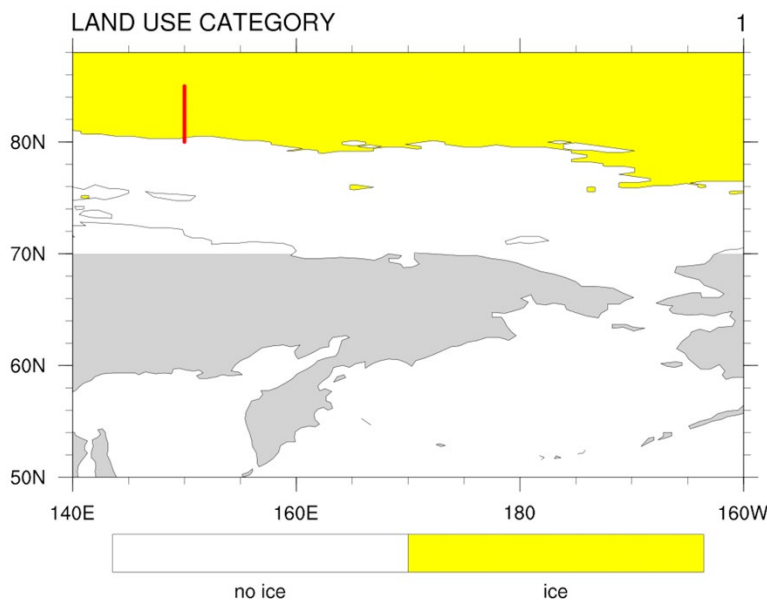 LAND USE CATEGORY 1
80N
70N
60N
50N
140E 160E 180 160W
no ice ice